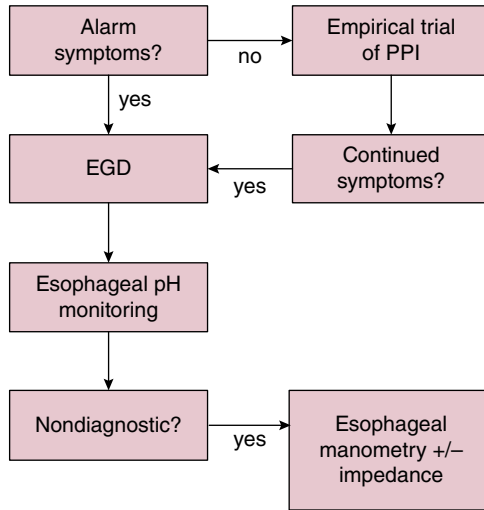 Alarm
symptoms?
no
Empirical trial
of PPI
yes
EGD
yes
Continued
symptoms?
Esophageal pH
monitoring
Nondiagnostic?
yes
Esophageal
manometry +/–
impedance